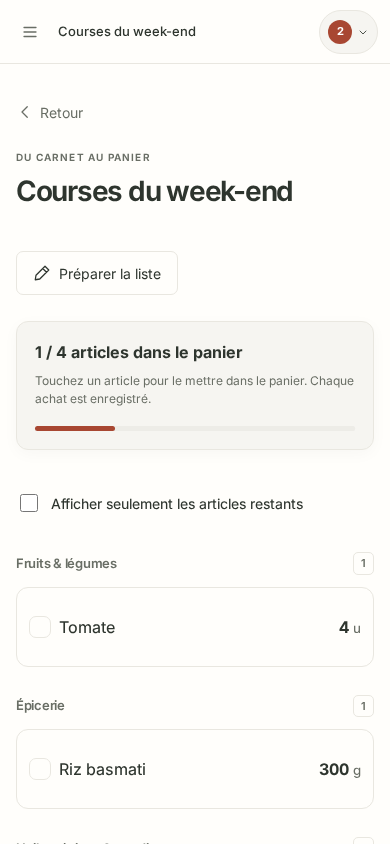 Courses du week-end
2
Retour
DU CARNET AU PANIER
Courses du week-end
Préparer la liste
1 / 4 articles dans le panier
Touchez un article pour le mettre dans le panier. Chaque
achat est enregistré.
Afficher seulement les articles restants
Fruits & légumes
1
Tomate
4 u
Épicerie
1
Riz basmati
300 g